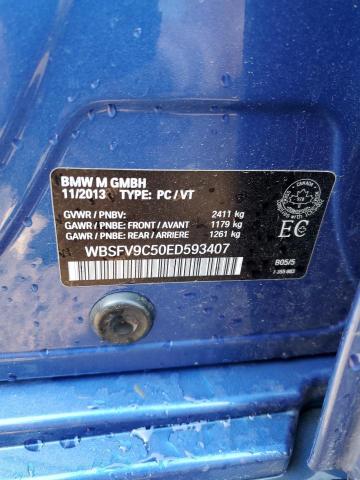 BMW M GMBH
11/2013 TYPE: PC / VT
GVWR / PNBV: 2411 kg
GAWR / PNBE: FRONT / AVANT 1179 kg
GAWR / PNBE: REAR / ARRIERE 1261 kg
WBSFV9C50ED593407
CANADA
EC
B05/5